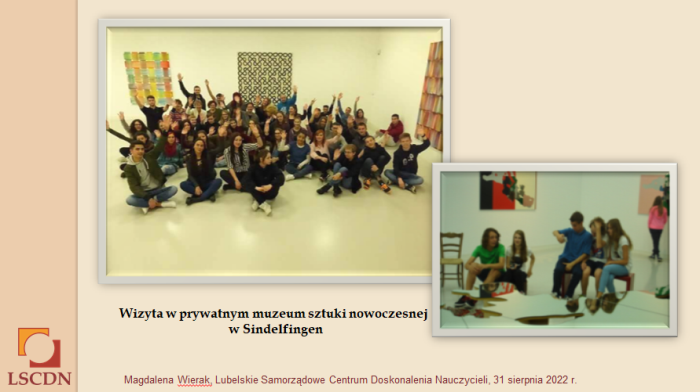 Wizyta w prywatnym muzeum sztuki nowoczesnej
w Sindelfingen
LSCDN
Magdalena Wierak, Lubelskie Samorządowe Centrum Doskonalenia Nauczycieli, 31 sierpnia 2022 r.